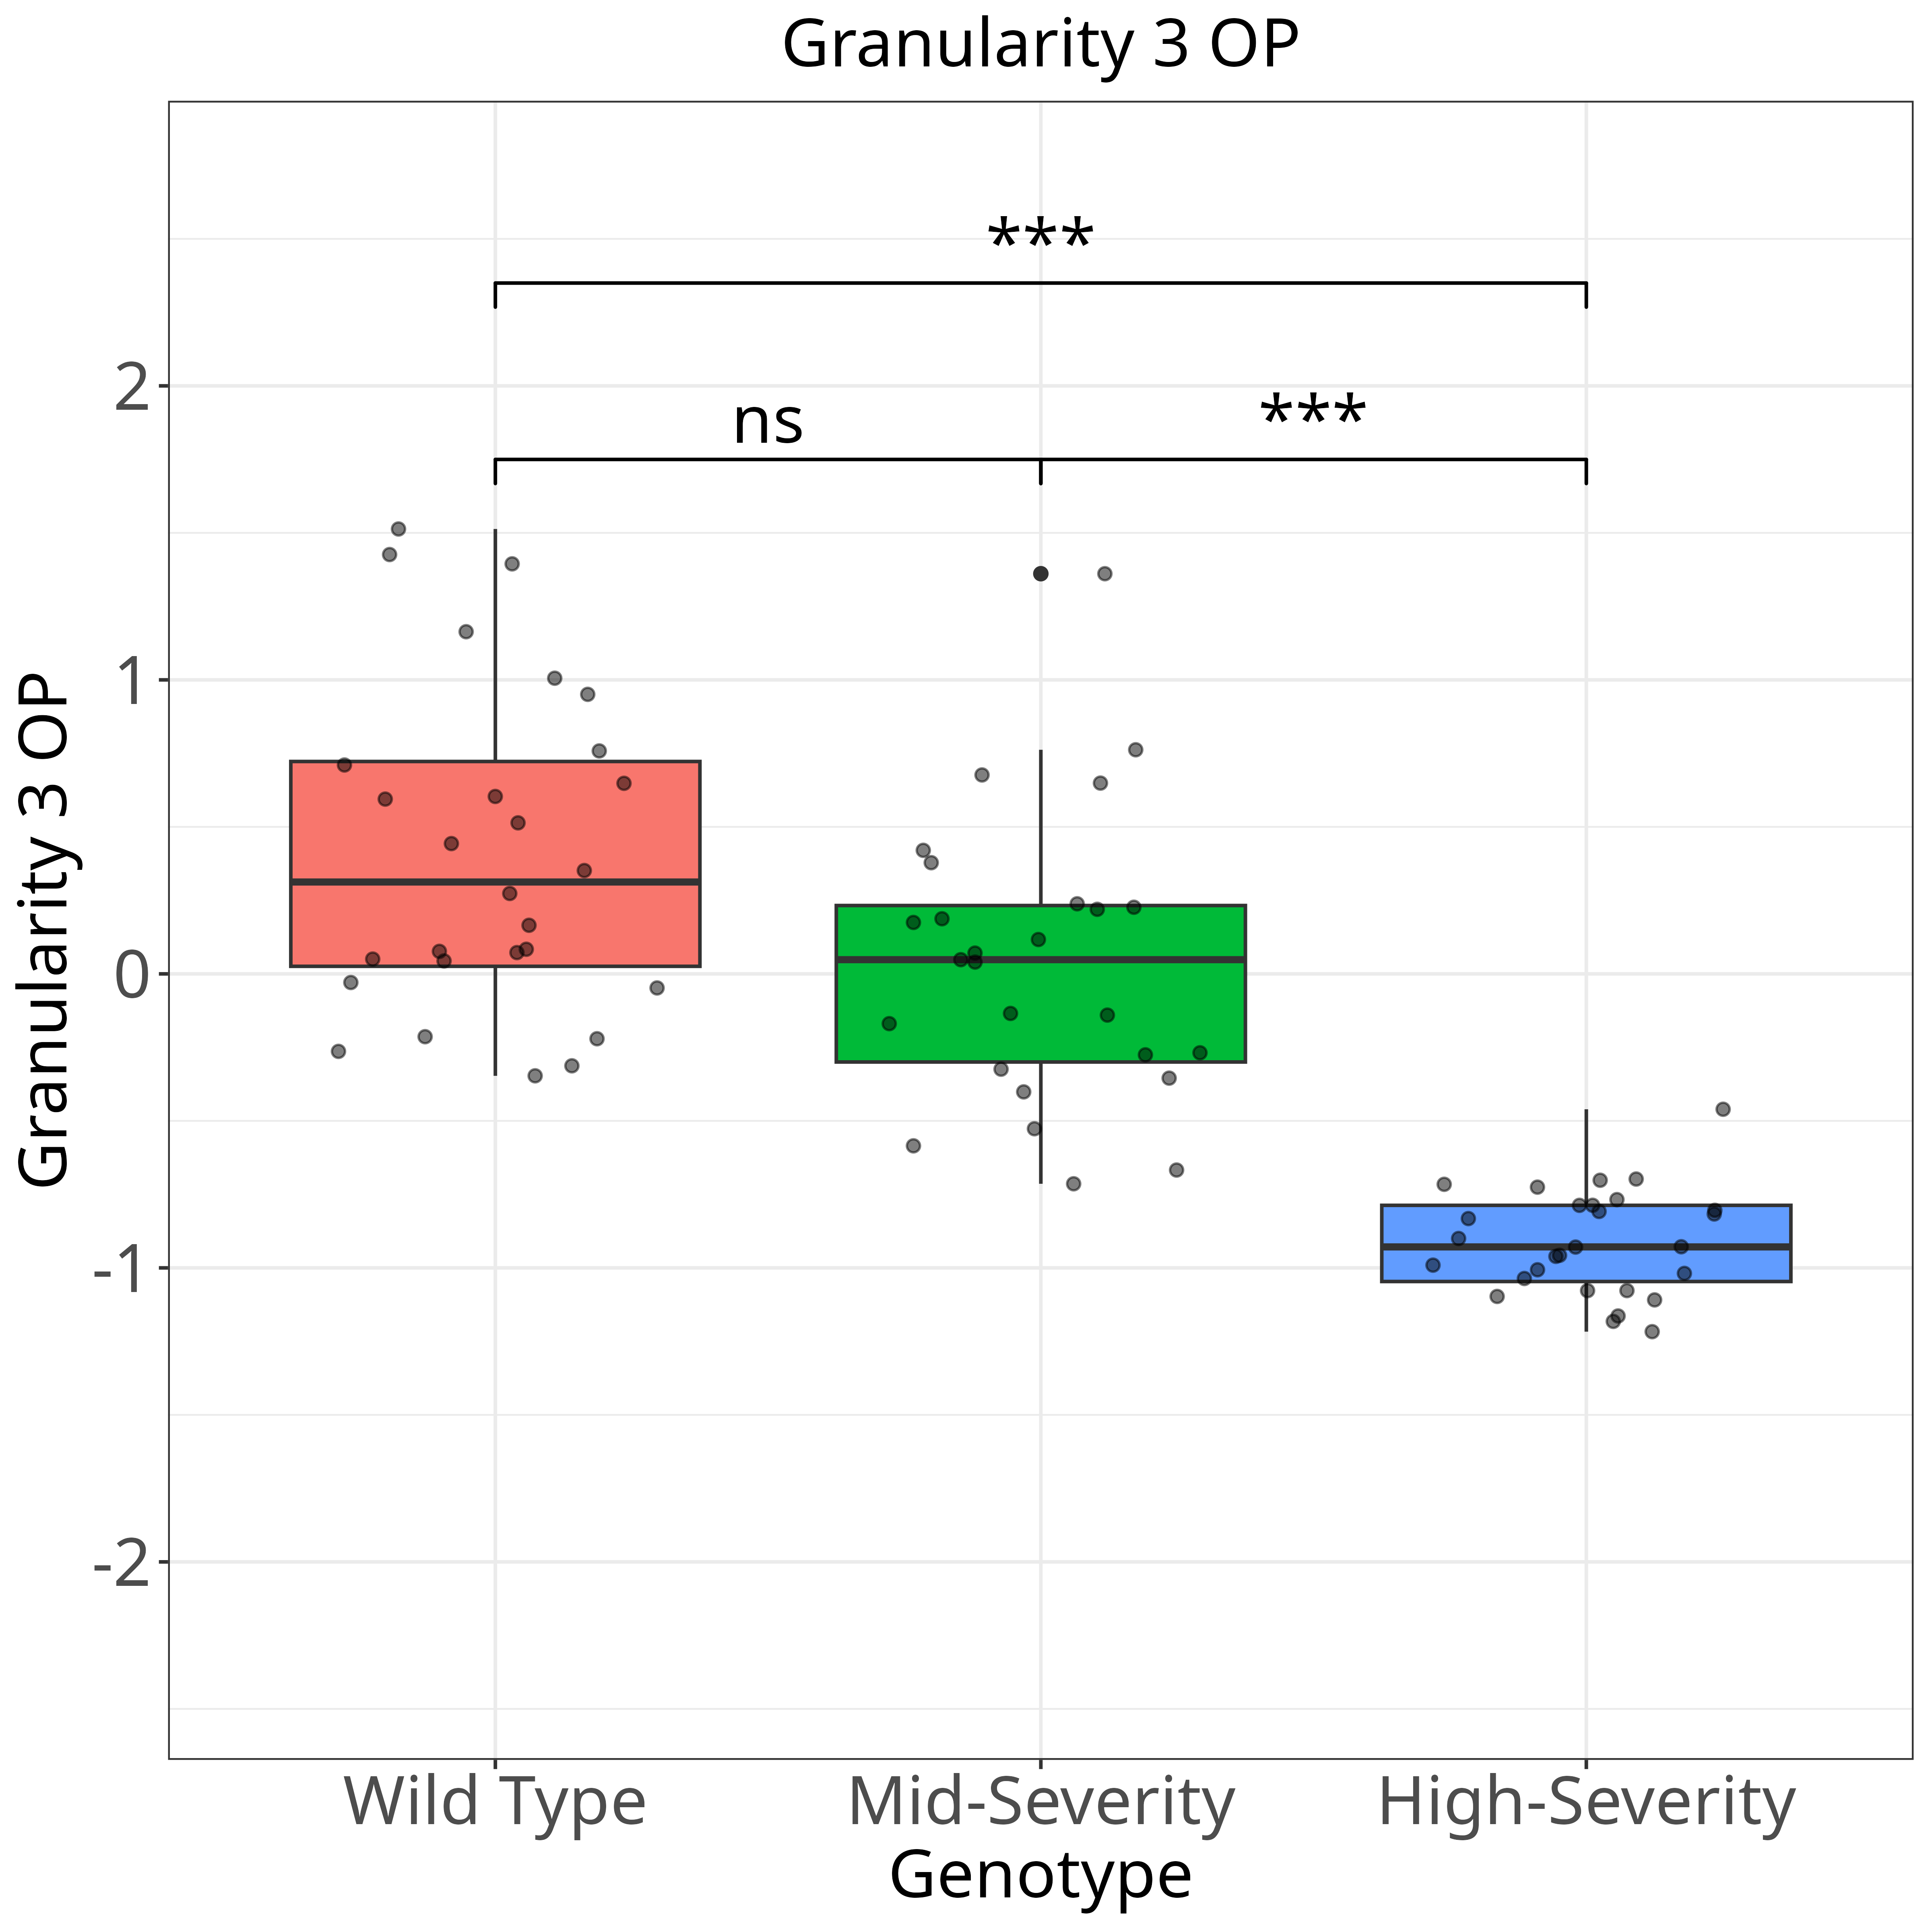 Granularity 3 OP
***
2
ns
***
1
0
-1
-2
Granularity 3 OP
Wild Type
Mid-Severity
High-Severity
Genotype